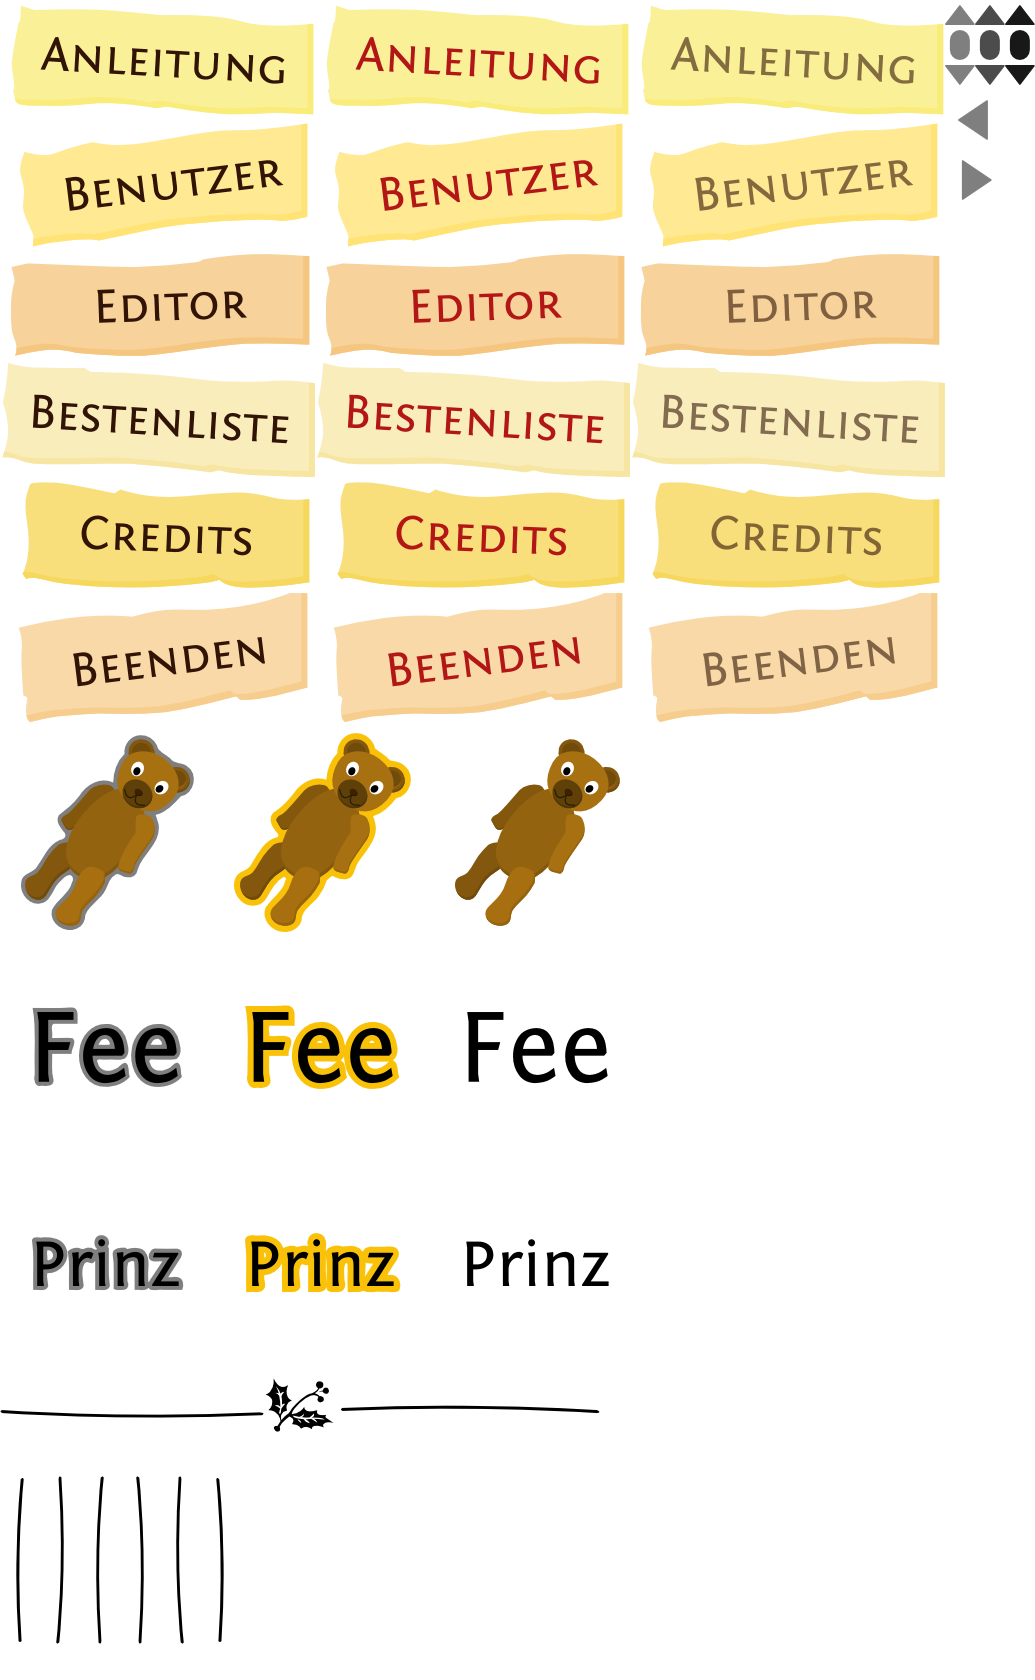 Anleitung Anleitung Anleitung
Benutzer Benutzer Benutzer
Editor Editor Editor
Bestenliste Bestenliste Bestenliste
Credits Credits Credits
Beenden Beenden Beenden
Fee Fee Fee
Prinz Prinz Prinz